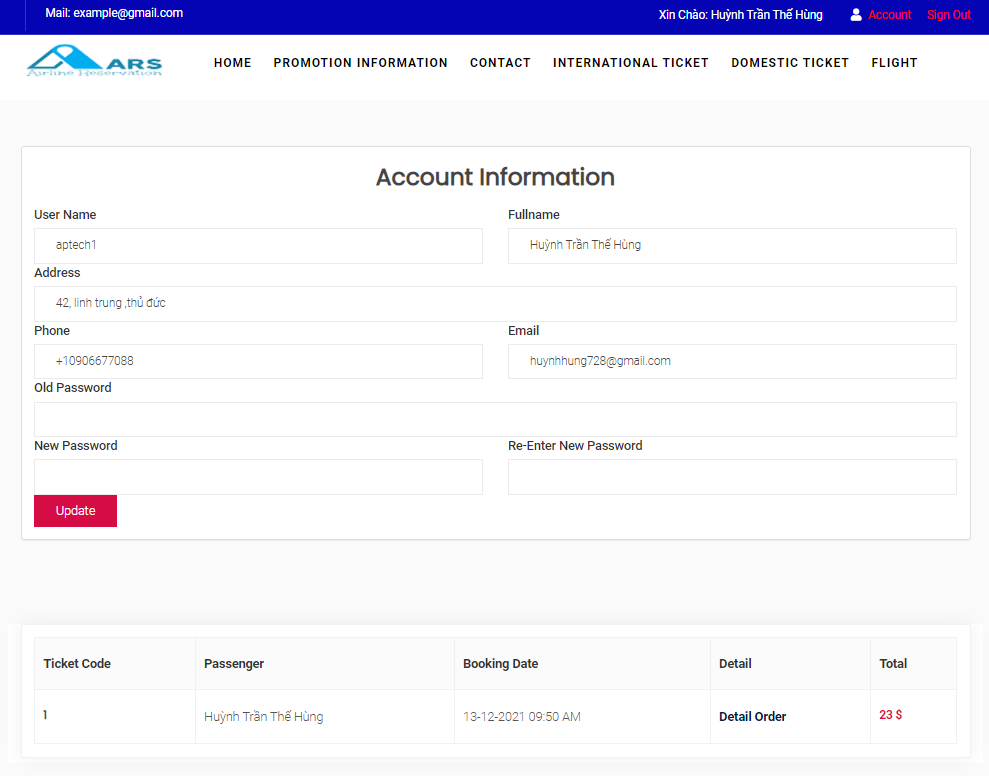 Mail: example@gmail.com
Xin Chào: Huỳnh Trần Thế Hùng
Account
Sign Out
ARS
Airline Reservation
HOME
PROMOTION INFORMATION
CONTACT
INTERNATIONAL TICKET
DOMESTIC TICKET
FLIGHT
Account Information
User Name
Fullname
aptech1
Huỳnh Trần Thế Hùng
Address
42, linh trung ,thủ đức
Phone
Email
+10906677088
huynhhung728@gmail.com
Old Password
New Password
Re-Enter New Password
Update
Ticket Code
Passenger
Booking Date
Detail
Total
1
Huỳnh Trần Thế Hùng
13-12-2021 09:50 AM
Detail Order
23 $